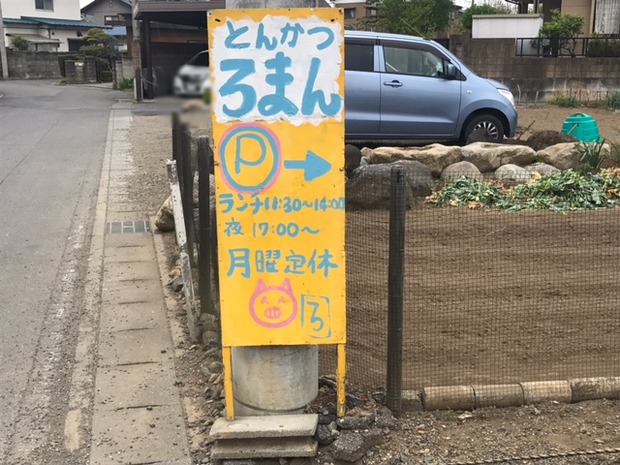 とんかつ
ろまん
P →
ランチ11:30〜14:00
夜 17:00〜
月曜定休
ろ